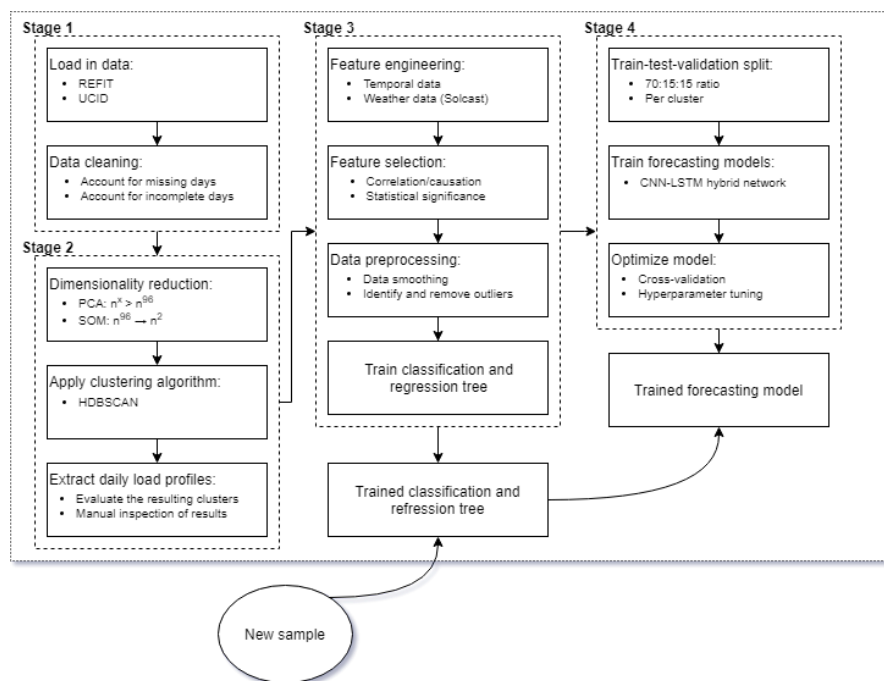 Stage 1
Load in data:
• REFIT
• UCID
Data cleaning:
• Account for missing days
• Account for incomplete days
Stage 2
Dimensionality reduction:
• PCA: nˣ > n⁹⁶
• SOM: n⁹⁶ → n²
Apply clustering algorithm:
• HDBSCAN
Extract daily load profiles:
• Evaluate the resulting clusters
• Manual inspection of results
Stage 3
Feature engineering:
• Temporal data
• Weather data (Solcast)
Feature selection:
• Correlation/causation
• Statistical significance
Data preprocessing:
• Data smoothing
• Identify and remove outliers
Train classification and
regression tree
Trained classification and
refression tree
Stage 4
Train-test-validation split:
• 70:15:15 ratio
• Per cluster
Train forecasting models:
• CNN-LSTM hybrid network
Optimize model:
• Cross-validation
• Hyperparameter tuning
Trained forecasting model
New sample